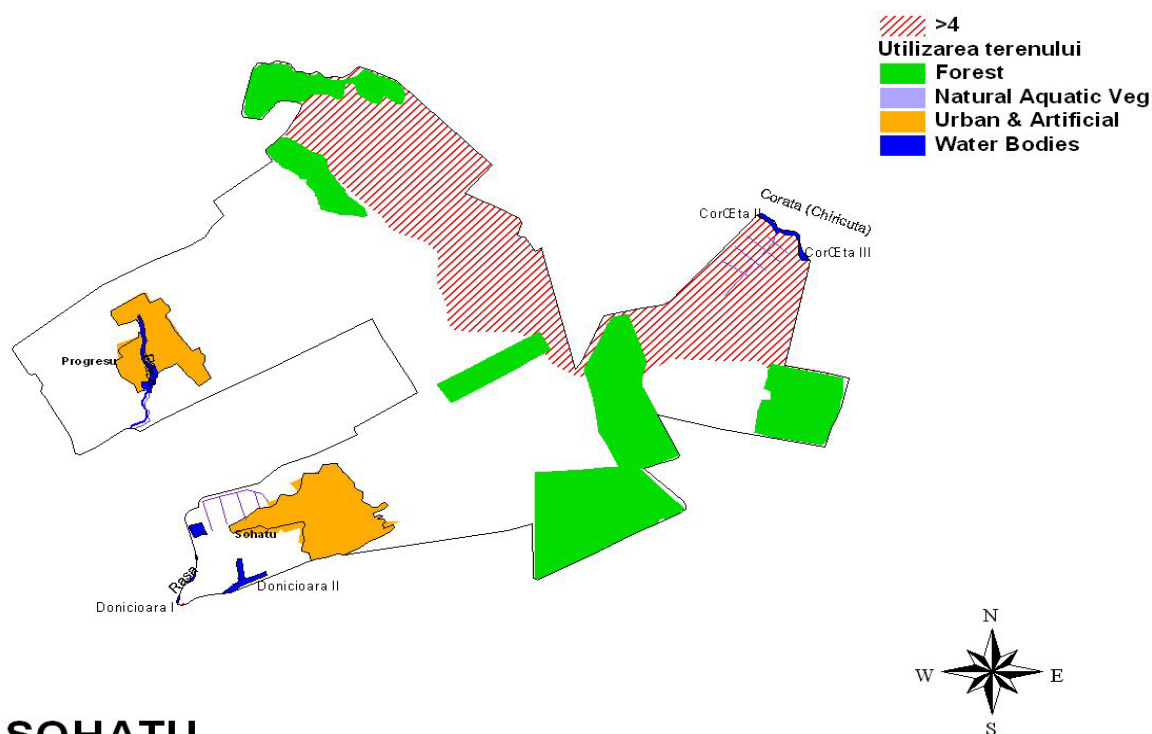 >4
Utilizarea terenului
Forest
Natural Aquatic Veg
Urban & Artificial
Water Bodies
Corata (Chiricuta)
CorŒta II
CorŒta III
Progresu
Sohatu
Rasa
Donicioara II
Donicioara I
N
W
E
S
SOHATU